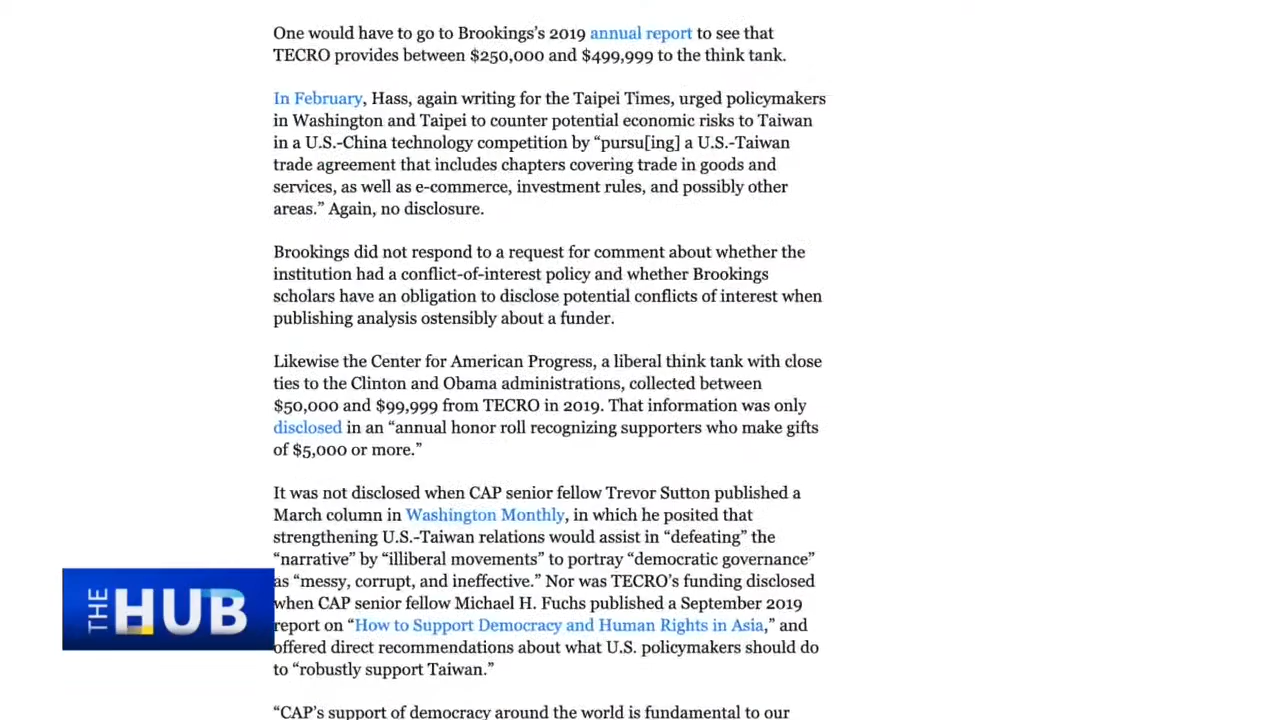 One would have to go to Brookings’s 2019 annual report to see that
TECRO provides between $250,000 and $499,999 to the think tank.
In February, Hass, again writing for the Taipei Times, urged policymakers
in Washington and Taipei to counter potential economic risks to Taiwan
in a U.S.-China technology competition by “pursu[ing] a U.S.-Taiwan
trade agreement that includes chapters covering trade in goods and
services, as well as e-commerce, investment rules, and possibly other
areas.” Again, no disclosure.
Brookings did not respond to a request for comment about whether the
institution had a conflict-of-interest policy and whether Brookings
scholars have an obligation to disclose potential conflicts of interest when
publishing analysis ostensibly about a funder.
Likewise the Center for American Progress, a liberal think tank with close
ties to the Clinton and Obama administrations, collected between
$50,000 and $99,999 from TECRO in 2019. That information was only
disclosed in an “annual honor roll recognizing supporters who make gifts
of $5,000 or more.”
It was not disclosed when CAP senior fellow Trevor Sutton published a
March column in Washington Monthly, in which he posited that
strengthening U.S.-Taiwan relations would assist in “defeating” the
“narrative” by “illiberal movements” to portray “democratic governance”
as “messy, corrupt, and ineffective.” Nor was TECRO’s funding disclosed
when CAP senior fellow Michael H. Fuchs published a September 2019
report on “How to Support Democracy and Human Rights in Asia,” and
offered direct recommendations about what U.S. policymakers should do
to “robustly support Taiwan.”
“CAP’s support of democracy around the world is fundamental to our
THE HUB